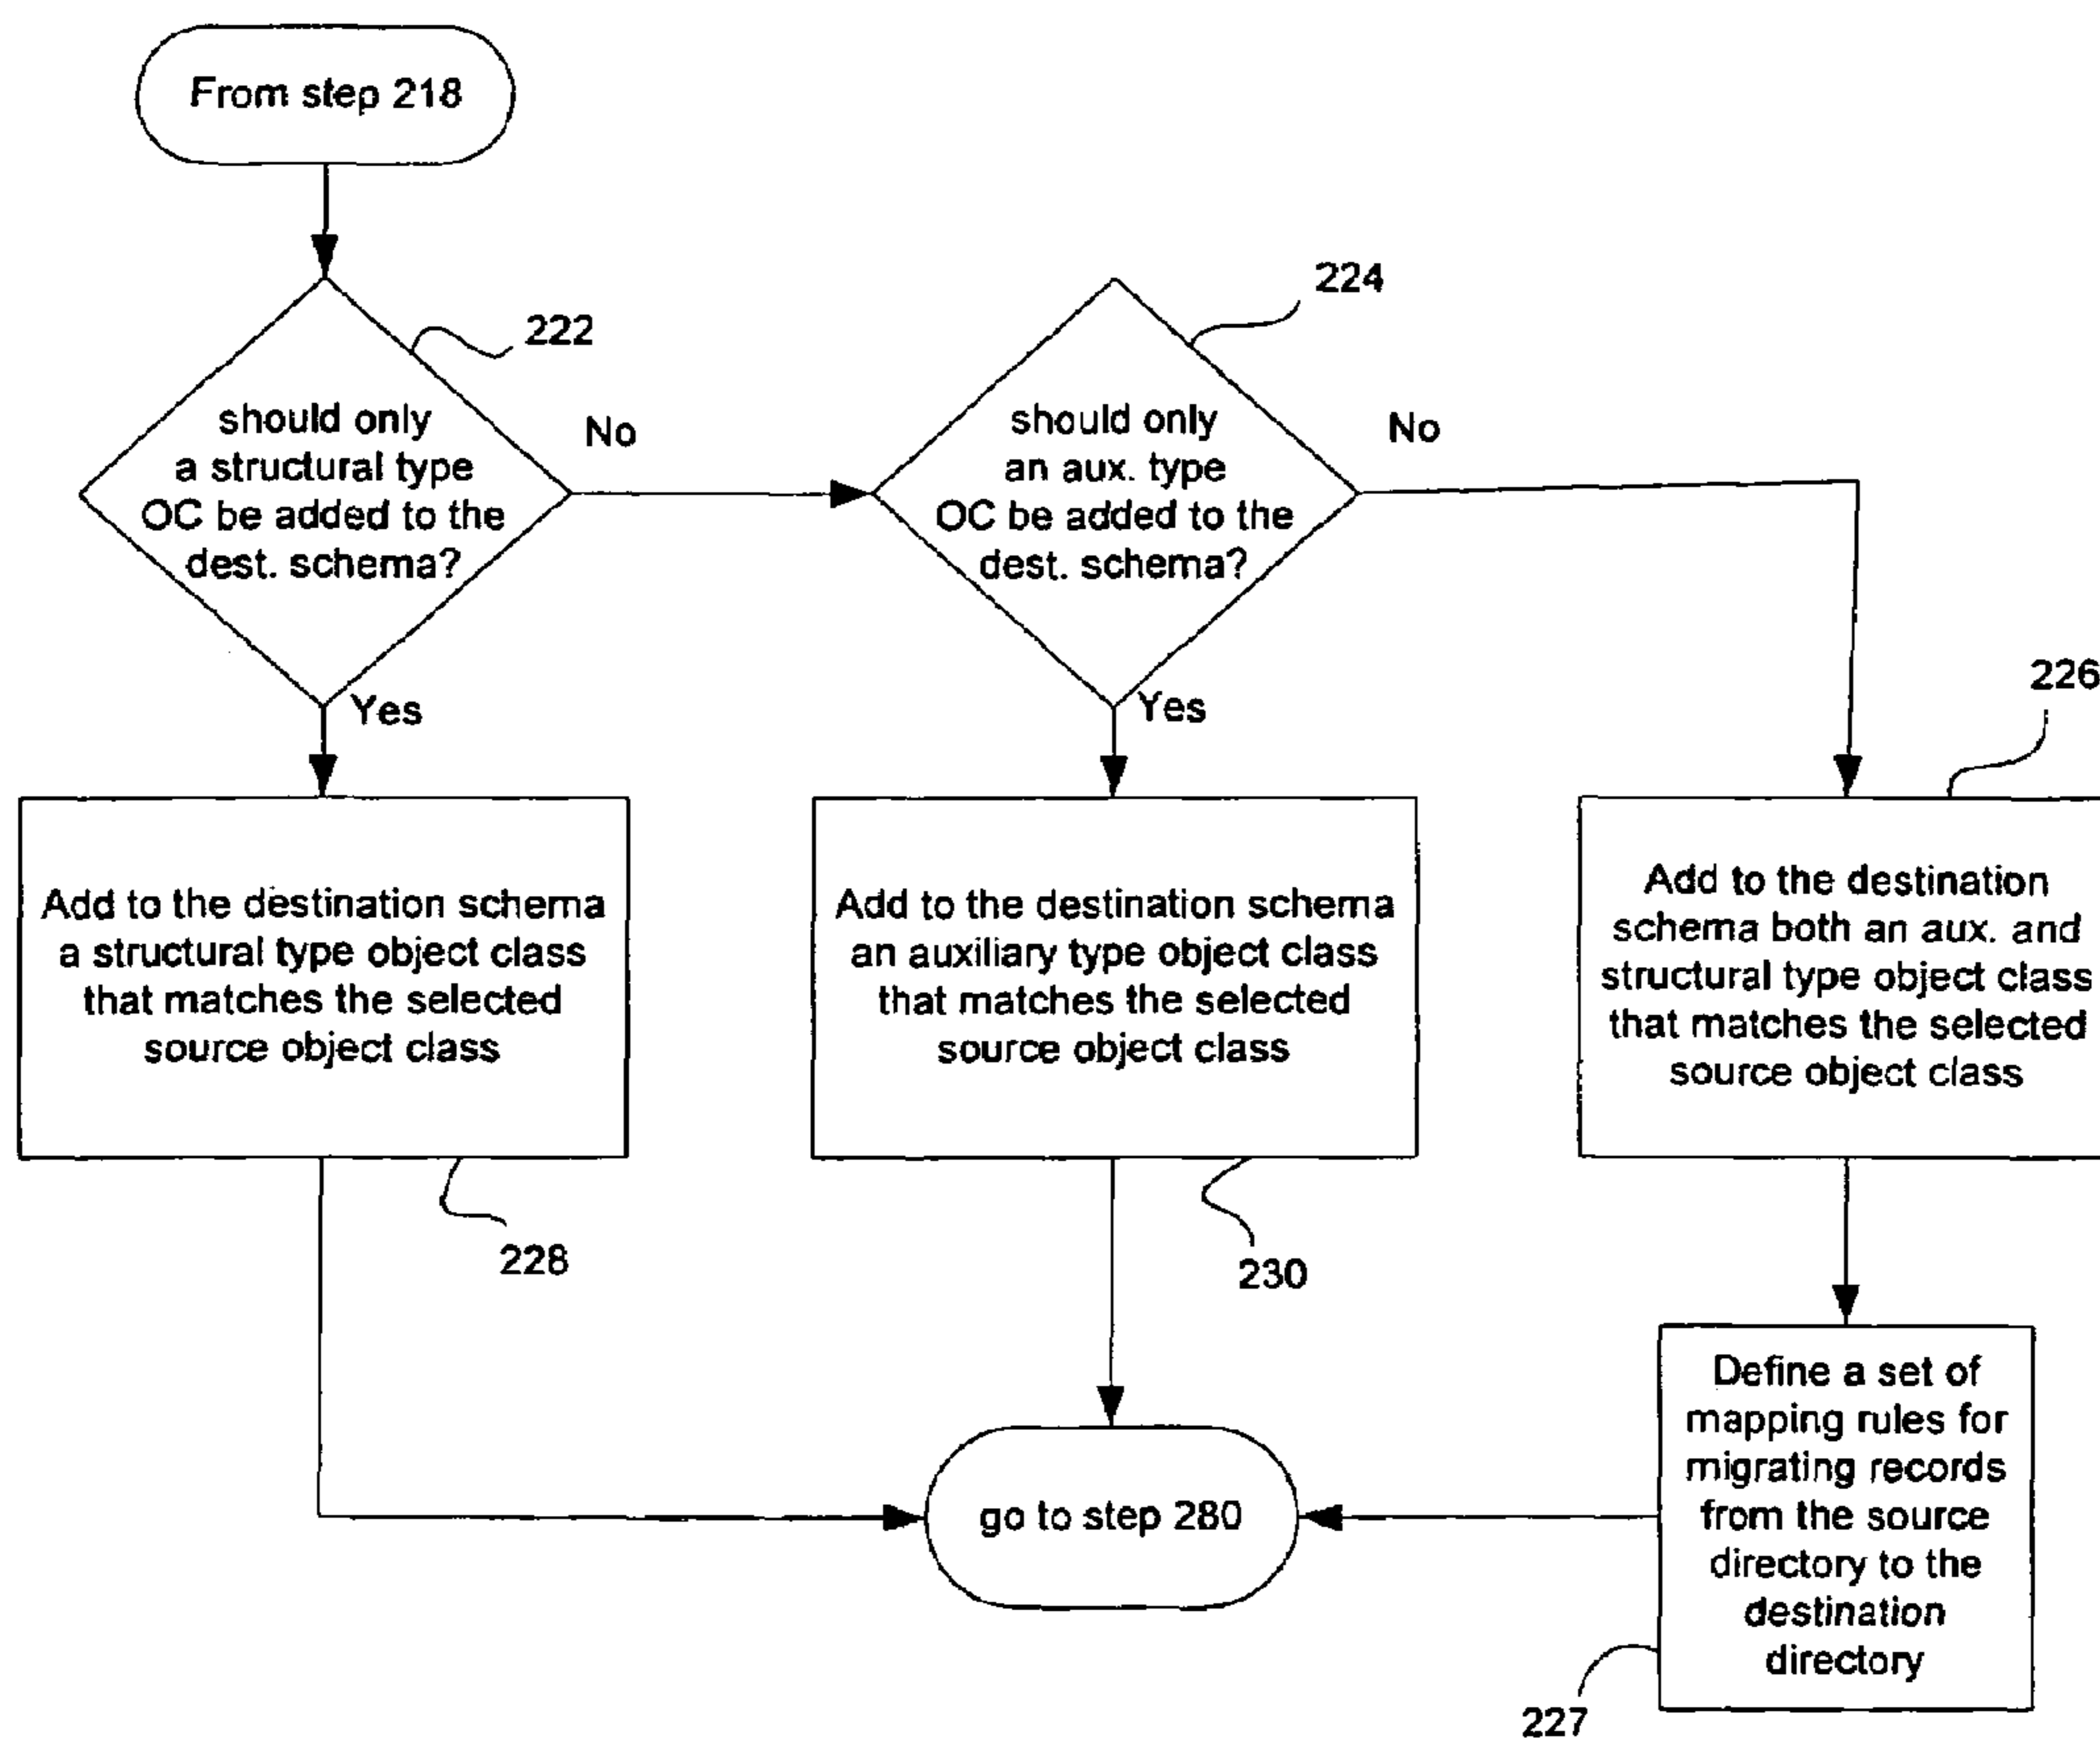 From step 218
222
should only
a structural type
OC be added to the
dest. schema?
No
Yes
224
should only
an aux. type
OC be added to the
dest. schema?
No
Yes
226
Add to the destination schema
a structural type object class
that matches the selected
source object class
228
Add to the destination schema
an auxiliary type object class
that matches the selected
source object class
230
Add to the destination
schema both an aux. and
structural type object class
that matches the selected
source object class
Define a set of
mapping rules for
migrating records
from the source
directory to the
destination
directory
227
go to step 280